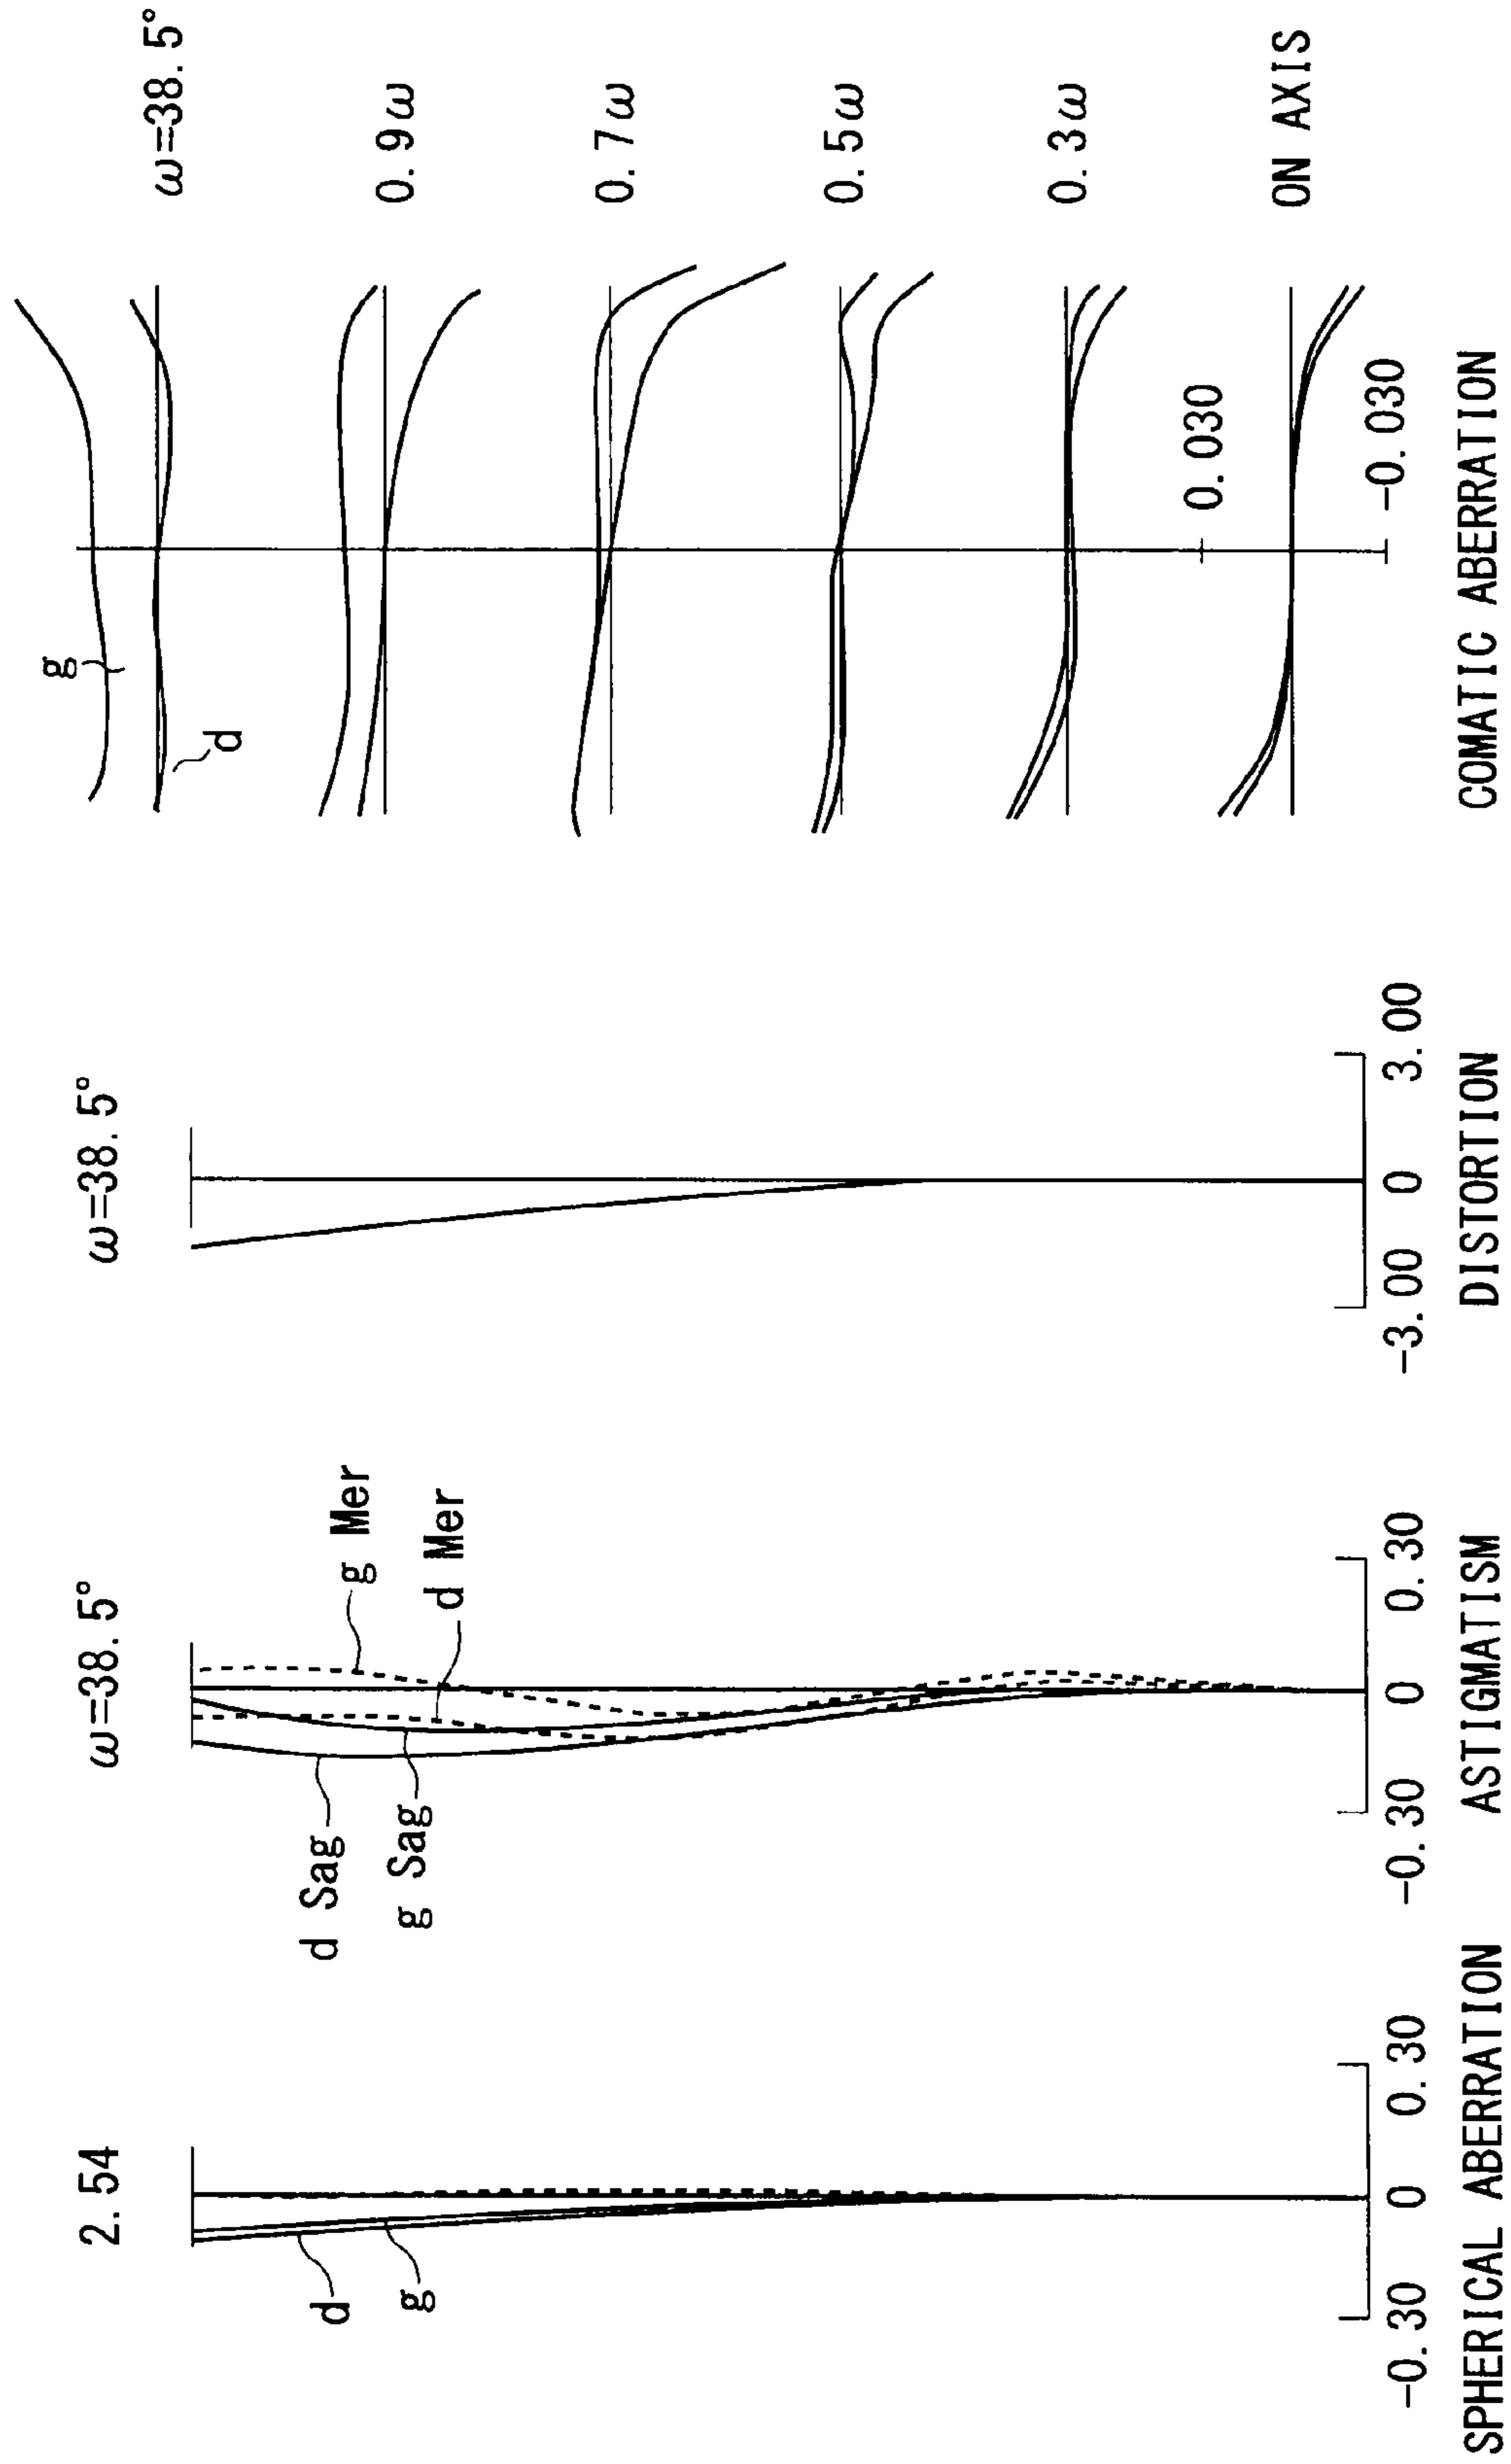 2.54
d
g
-0.30
0
0.30
SPHERICAL ABERRATION
ω=38.5°
d Sag
g Sag
g Mer
d Mer
-0.30
0
0.30
ASTIGMATISM
ω=38.5°
-3.00
0
3.00
DISTORTION
g
d
ω=38.5°
0.9ω
0.7ω
0.5ω
0.3ω
0.030
ON AXIS
-0.030
COMATIC ABERRATION